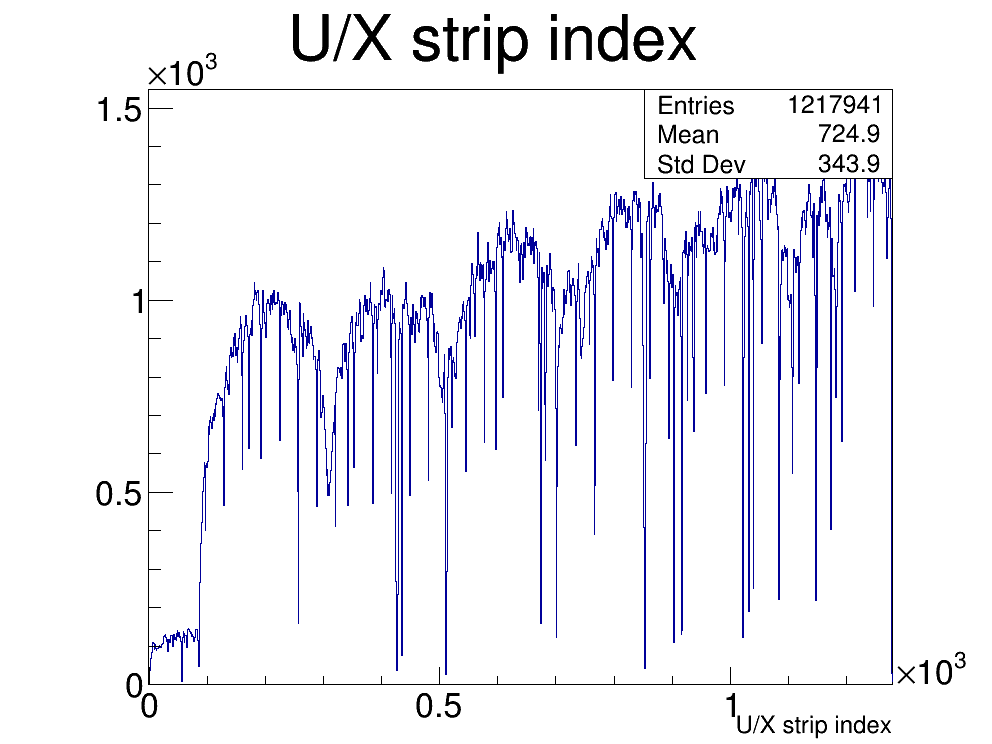 U/X strip index
×10³
1.5
Entries 1217941
Mean 724.9
Std Dev 343.9
1
0.5
0
0 0.5 1
×10³
U/X strip index